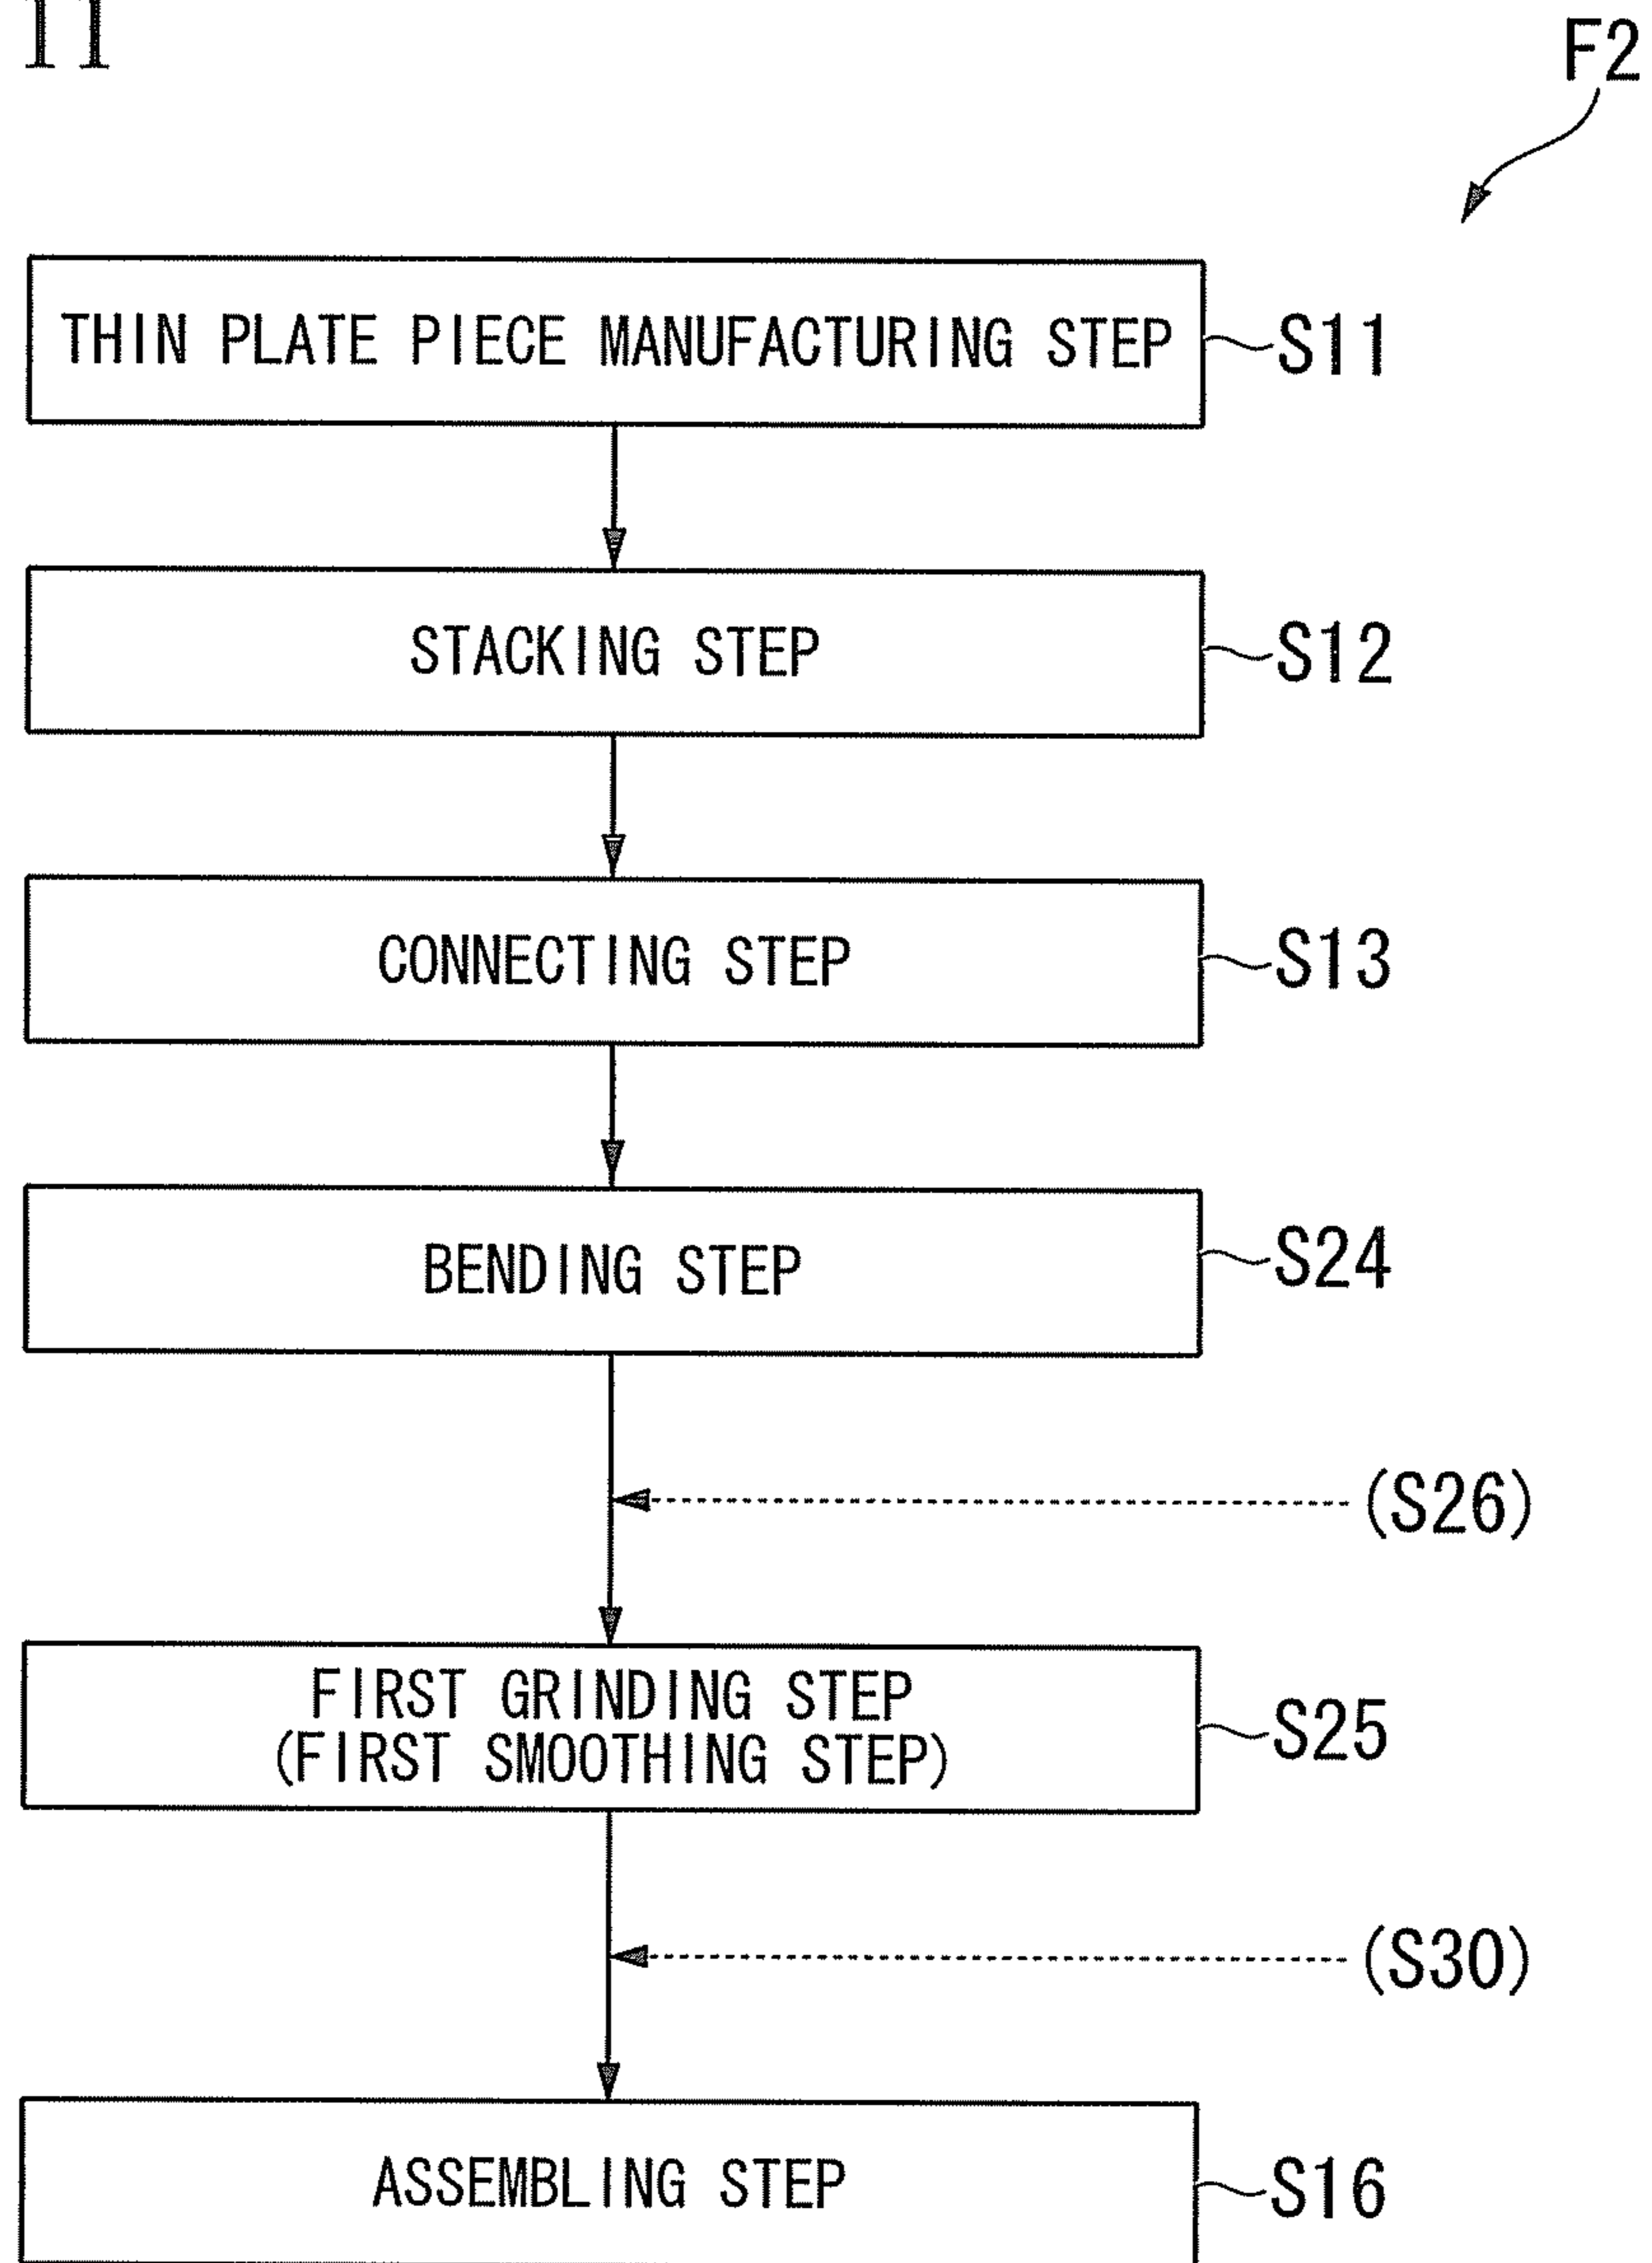 11
F2
THIN PLATE PIECE MANUFACTURING STEP
S11
STACKING STEP
S12
CONNECTING STEP
S13
BENDING STEP
S24
(S26)
FIRST GRINDING STEP
(FIRST SMOOTHING STEP)
S25
(S30)
ASSEMBLING STEP
S16